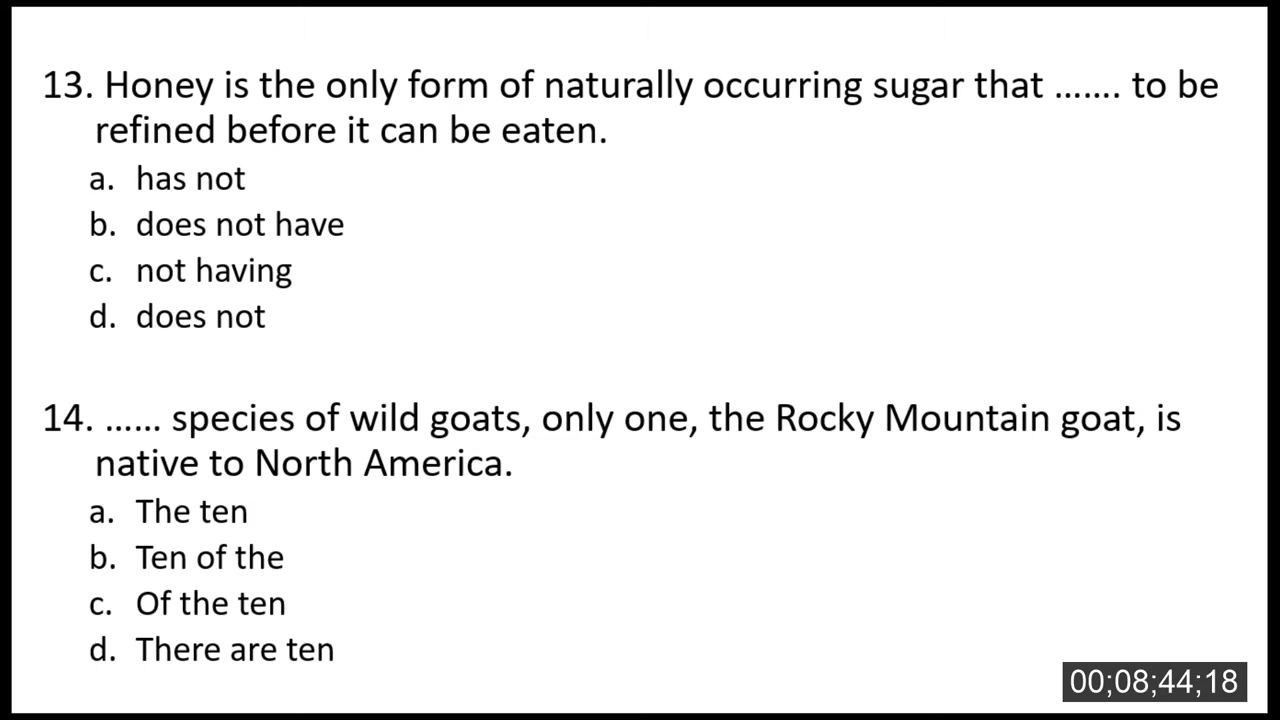 13. Honey is the only form of naturally occurring sugar that ....... to be
refined before it can be eaten.
a. has not
b. does not have
c. not having
d. does not
14. ...... species of wild goats, only one, the Rocky Mountain goat, is
native to North America.
a. The ten
b. Ten of the
c. Of the ten
d. There are ten
00;08;44;18